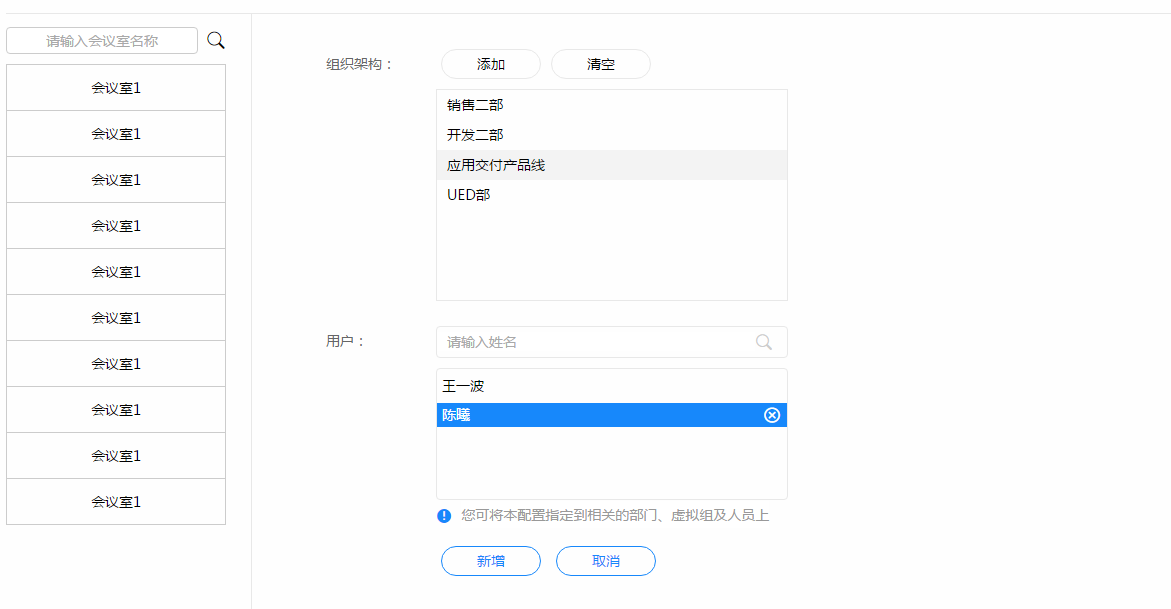 请输入会议室名称
会议室1
会议室1
会议室1
会议室1
会议室1
会议室1
会议室1
会议室1
会议室1
会议室1
组织架构： 添加 清空
销售二部
开发二部
应用交付产品线
UED部
用户： 请输入姓名
王一波
陈曦
您可将本配置指定到相关的部门、虚拟组及人员上
新增 取消